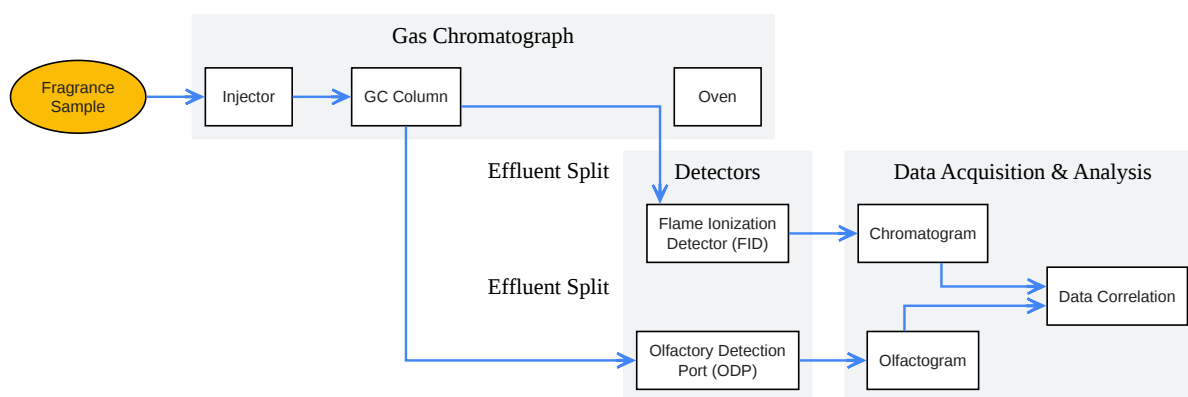 Gas Chromatograph
Fragrance
Sample
Injector
GC Column
Oven
Effluent Split
Detectors
Data Acquisition & Analysis
Flame Ionization
Detector (FID)
Chromatogram
Effluent Split
Data Correlation
Olfactory Detection
Port (ODP)
Olfactogram